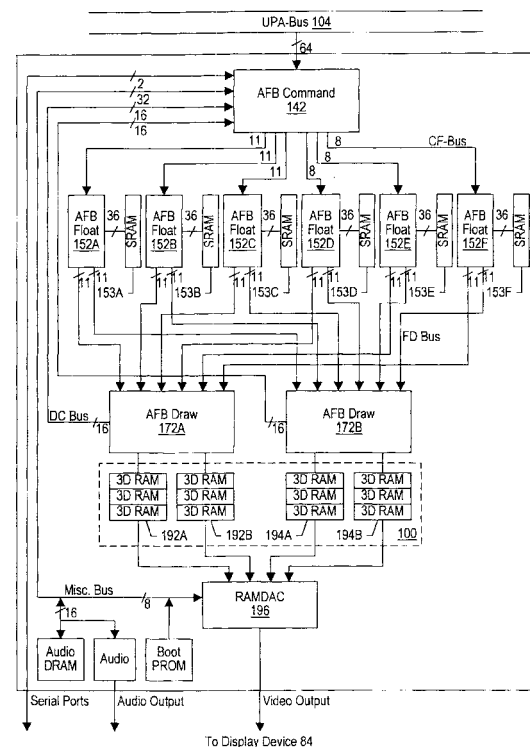 UPA-Bus 104
64
2
32
16
16
AFB Command
142
11
11
11
8
8
8
CF-Bus
AFB Float 152A
36
SRAM
AFB Float 152B
36
SRAM
AFB Float 152C
36
SRAM
AFB Float 152D
36
SRAM
AFB Float 152E
36
SRAM
AFB Float 152F
36
SRAM
11
11
153A
11
11
153B
11
11
153C
11
11
153D
11
11
153E
11
11
153F
FD Bus
DC Bus
16
AFB Draw
172A
16
AFB Draw
172B
3D RAM
3D RAM
3D RAM
3D RAM
3D RAM
3D RAM
3D RAM
3D RAM
3D RAM
3D RAM
3D RAM
3D RAM
192A
192B
194A
194B
100
Misc. Bus
8
16
RAMDAC
196
Audio DRAM
Audio
Boot PROM
Serial Ports
Audio Output
Video Output
To Display Device 84